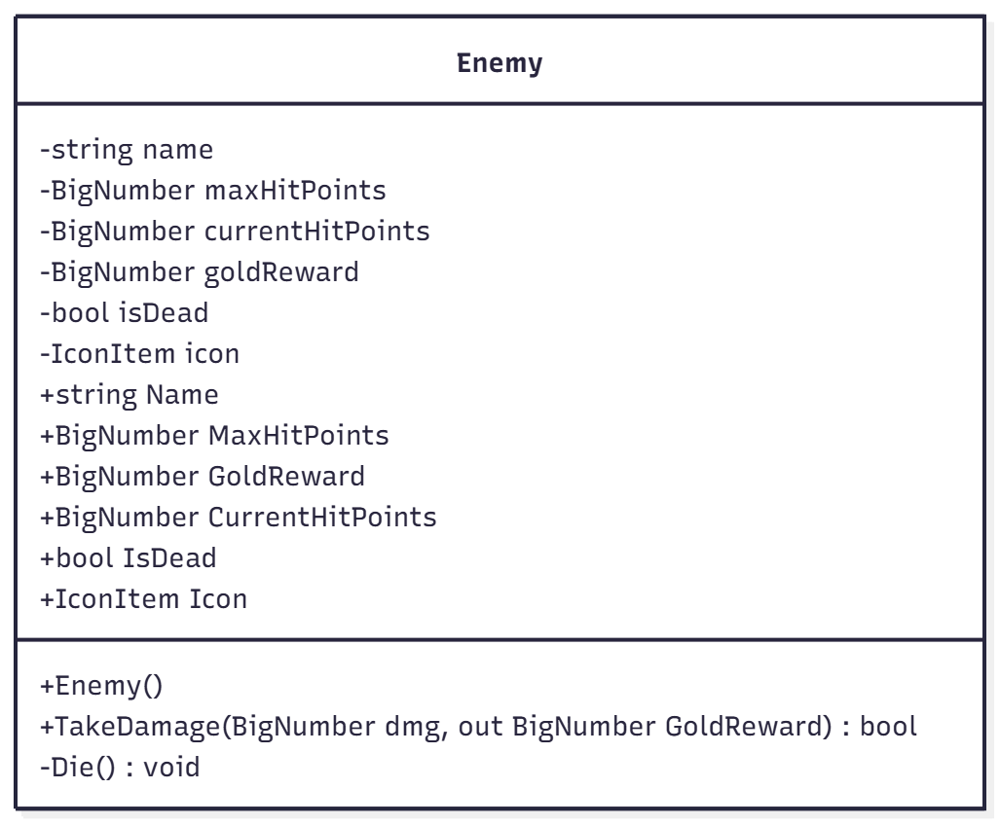 Enemy
-string name
-BigNumber maxHitPoints
-BigNumber currentHitPoints
-BigNumber goldReward
-bool isDead
-IconItem icon
+string Name
+BigNumber MaxHitPoints
+BigNumber GoldReward
+BigNumber CurrentHitPoints
+bool IsDead
+IconItem Icon
+Enemy()
+TakeDamage(BigNumber dmg, out BigNumber GoldReward) : bool
-Die() : void